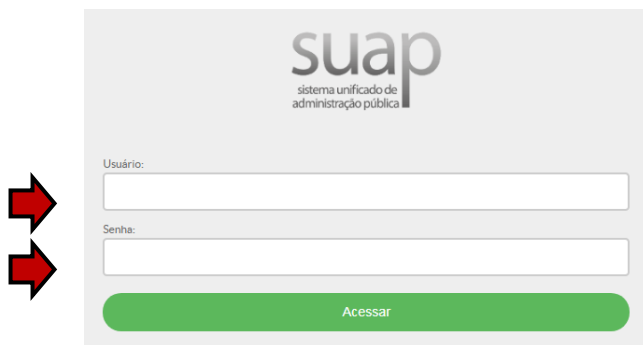 suap
sistema unificado de
administração pública
Usuário:
Senha:
Acessar